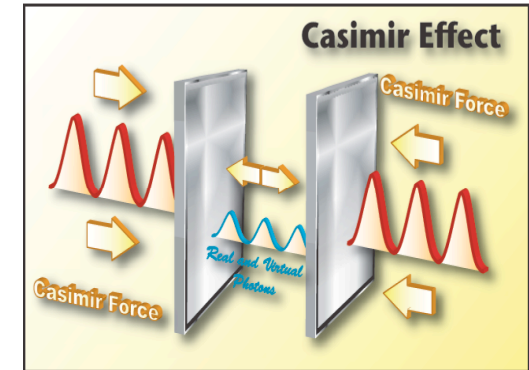 Casimir Effect
Casimir Force
Real and Virtual
Photons
Casimir Force